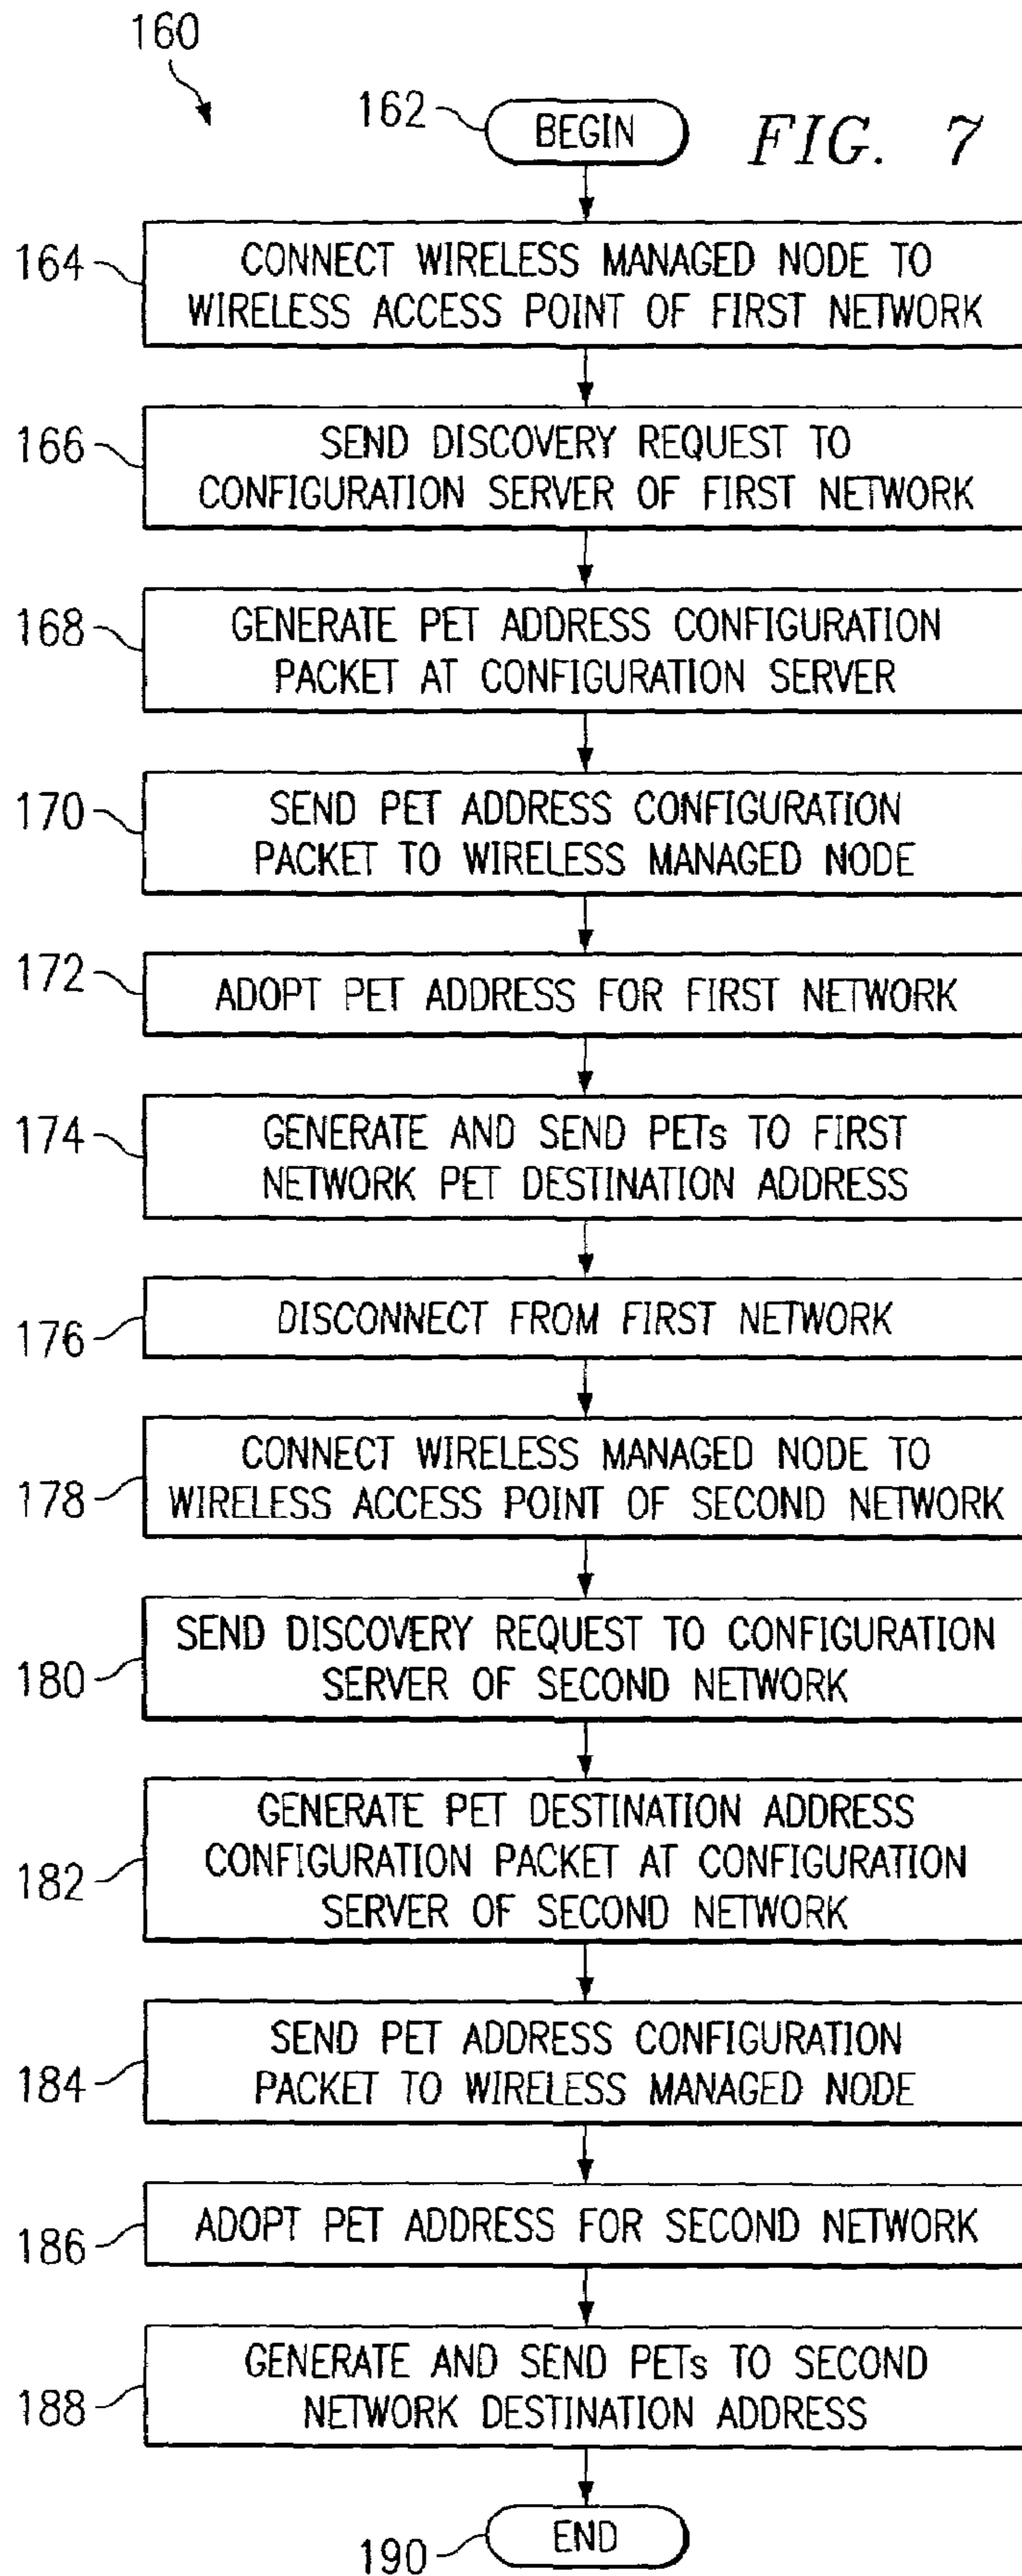 160
162
BEGIN
FIG. 7
164
CONNECT WIRELESS MANAGED NODE TO
WIRELESS ACCESS POINT OF FIRST NETWORK
166
SEND DISCOVERY REQUEST TO
CONFIGURATION SERVER OF FIRST NETWORK
168
GENERATE PET ADDRESS CONFIGURATION
PACKET AT CONFIGURATION SERVER
170
SEND PET ADDRESS CONFIGURATION
PACKET TO WIRELESS MANAGED NODE
172
ADOPT PET ADDRESS FOR FIRST NETWORK
174
GENERATE AND SEND PETs TO FIRST
NETWORK PET DESTINATION ADDRESS
176
DISCONNECT FROM FIRST NETWORK
178
CONNECT WIRELESS MANAGED NODE TO
WIRELESS ACCESS POINT OF SECOND NETWORK
180
SEND DISCOVERY REQUEST TO CONFIGURATION
SERVER OF SECOND NETWORK
182
GENERATE PET DESTINATION ADDRESS
CONFIGURATION PACKET AT CONFIGURATION
SERVER OF SECOND NETWORK
184
SEND PET ADDRESS CONFIGURATION
PACKET TO WIRELESS MANAGED NODE
186
ADOPT PET ADDRESS FOR SECOND NETWORK
188
GENERATE AND SEND PETs TO SECOND
NETWORK DESTINATION ADDRESS
190
END